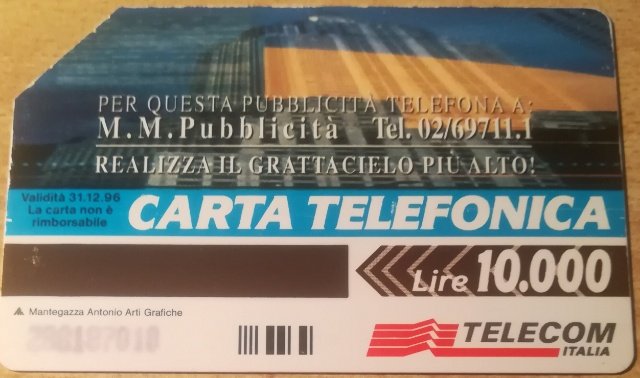 PER QUESTA PUBBLICITÀ TELEFONA A:
M.M.Pubblicità Tel. 02/69711.1
REALIZZA IL GRATTACIELO PIÙ ALTO!
Validità 31.12.96
La carta non è
rimborsabile
CARTA TELEFONICA
Lire 10.000
Mantegazza Antonio Arti Grafiche
TELECOM
ITALIA